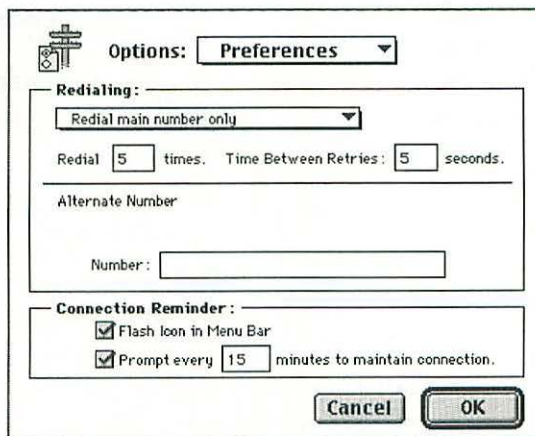 Options: Preferences
Redialing:
Redial main number only
Redial 5 times. Time Between Retries: 5 seconds.
Alternate Number
Number:
Connection Reminder:
Flash Icon in Menu Bar
Prompt every 15 minutes to maintain connection.
Cancel OK